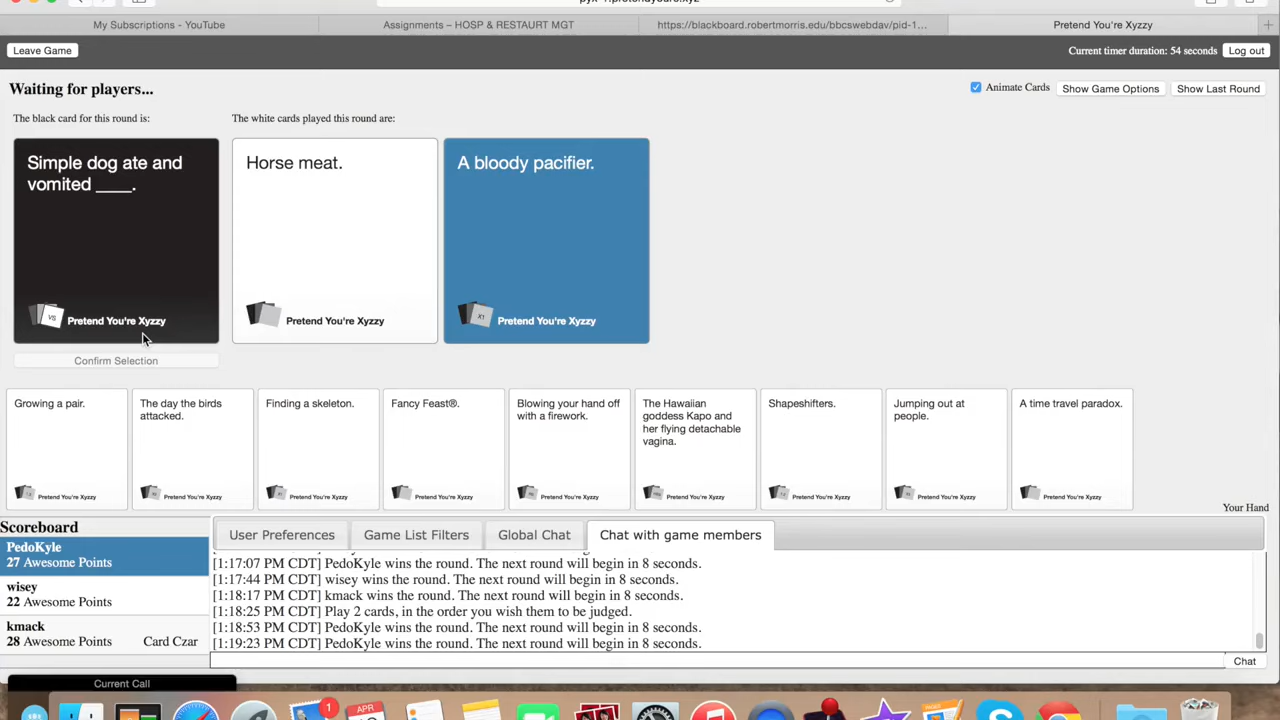 My Subscriptions - YouTube
Assignments – HOSP & RESTAURT MGT
https://blackboard.robertmorris.edu/bbcswebdav/pid-1...
Pretend You're Xyzzy
Leave Game
Current timer duration: 54 seconds
Log out
Waiting for players...
Animate Cards
Show Game Options
Show Last Round
The black card for this round is:
The white cards played this round are:
Simple dog ate and
vomited ____.
VS
Pretend You're Xyzzy
Horse meat.
Pretend You're Xyzzy
A bloody pacifier.
X1
Pretend You're Xyzzy
Confirm Selection
Growing a pair.
Pretend You're Xyzzy
The day the birds
attacked.
Pretend You're Xyzzy
Finding a skeleton.
Pretend You're Xyzzy
Fancy Feast®.
Pretend You're Xyzzy
Blowing your hand off
with a firework.
Pretend You're Xyzzy
The Hawaiian
goddess Kapo and
her flying detachable
vagina.
Pretend You're Xyzzy
Shapeshifters.
Pretend You're Xyzzy
Jumping out at
people.
Pretend You're Xyzzy
A time travel paradox.
Pretend You're Xyzzy
Your Hand
Scoreboard
PedoKyle
27 Awesome Points
wisey
22 Awesome Points
kmack
28 Awesome Points
Card Czar
User Preferences
Game List Filters
Global Chat
Chat with game members
[1:17:07 PM CDT] PedoKyle wins the round. The next round will begin in 8 seconds.
[1:17:44 PM CDT] wisey wins the round. The next round will begin in 8 seconds.
[1:18:17 PM CDT] kmack wins the round. The next round will begin in 8 seconds.
[1:18:25 PM CDT] Play 2 cards, in the order you wish them to be judged.
[1:18:53 PM CDT] PedoKyle wins the round. The next round will begin in 8 seconds.
[1:19:23 PM CDT] PedoKyle wins the round. The next round will begin in 8 seconds.
Chat
Current Call
1
APR